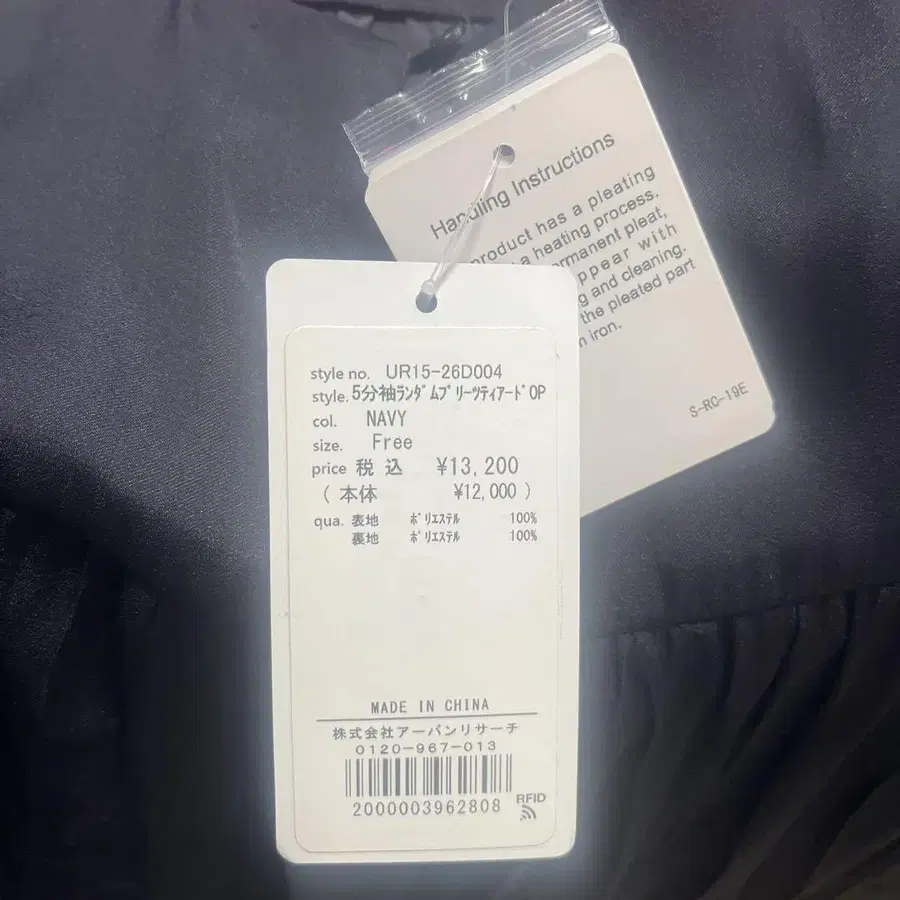 Handling Instructions
product has a pleating
a heating process.
permanent pleat,
appear with
and cleaning.
the pleated part
iron.
S-RC-19E
style no. UR15-26D004
style. 5分袖ランダムプリーツティアードOP
col. NAVY
size. Free
price 税込 ¥13,200
(本体 ¥12,000)
qua. 表地 ポリエステル 100%
裏地 ポリエステル 100%
MADE IN CHINA
株式会社アーバンリサーチ
0120-967-013
2000003962808
RFID